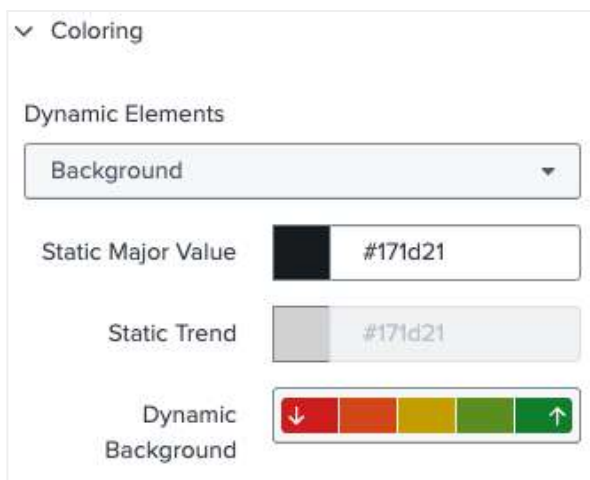 Coloring
Dynamic Elements
Background
Static Major Value #171d21
Static Trend #171d21
Dynamic
Background